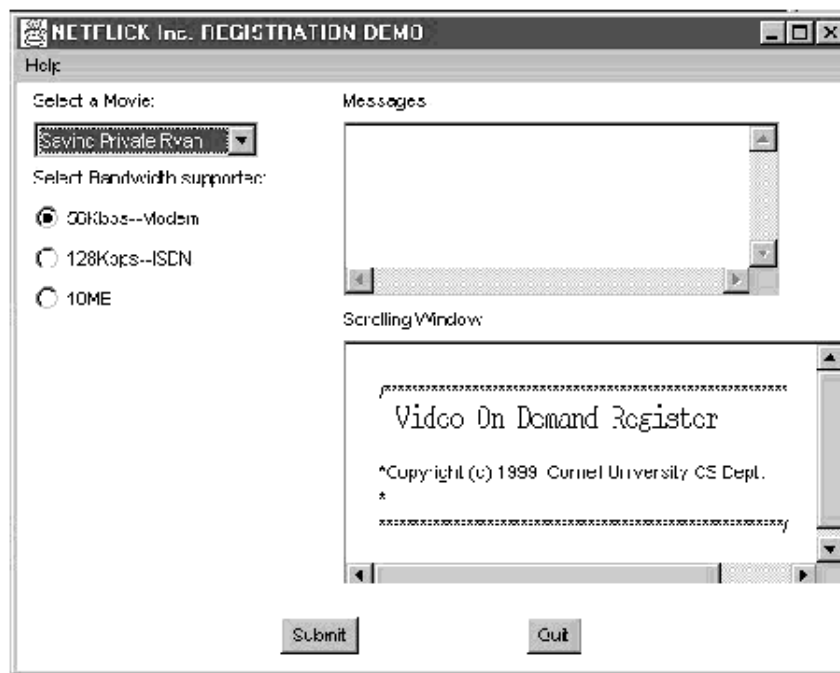 NETFLICK Inc. REGISTRATION DEMO
Help
Select a Movie:
Saving Private Ryan
Select Bandwidth supported:
56Kbps--Modem
128Kbps--ISDN
10MB
Messages
Scrolling Window
/************************************************************
Video On Demand Register
*Copyright (c) 1999 Cornell University CS Dept.
*
************************************************************/
Submit
Quit